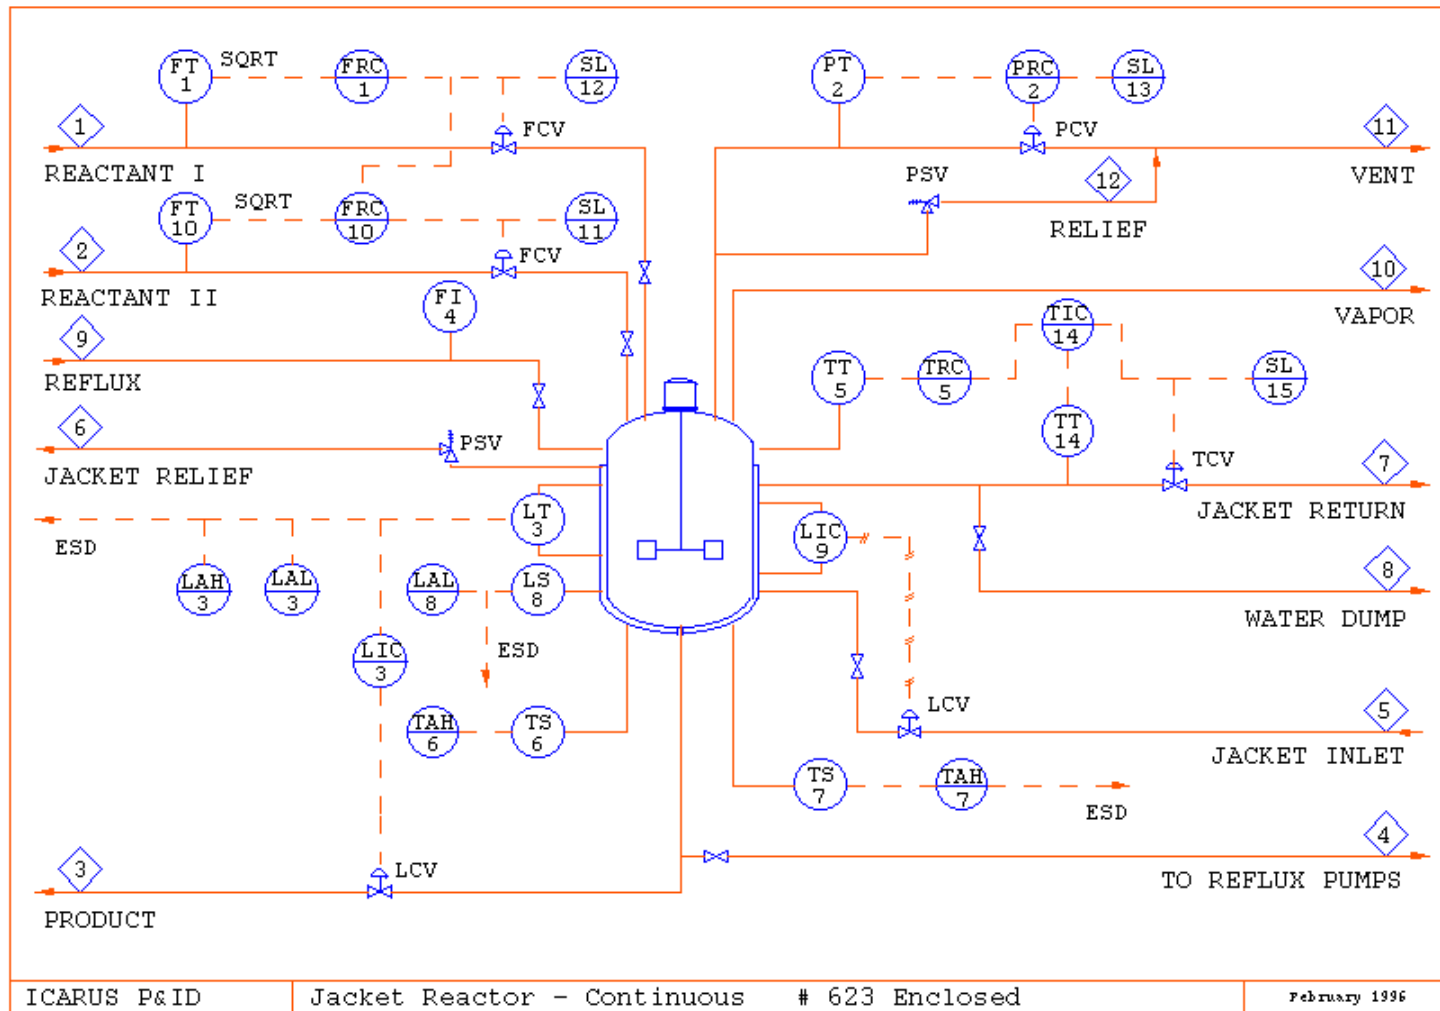 FT
1
SQRT
FRC
1
SL
12
FCV
1
REACTANT I
FT
10
SQRT
FRC
10
SL
11
FCV
2
REACTANT II
FI
4
9
REFLUX
6
PSV
JACKET RELIEF
ESD
LT
3
LAH
3
LAL
3
LAL
8
LS
8
ESD
LIC
3
TAH
6
TS
6
3
LCV
PRODUCT
PT
2
PRC
2
SL
13
PCV
11
VENT
PSV
12
RELIEF
10
VAPOR
TIC
14
TT
5
TRC
5
SL
15
TT
14
TCV
7
JACKET RETURN
LIC
9
8
WATER DUMP
LCV
5
JACKET INLET
TS
7
TAH
7
ESD
4
TO REFLUX PUMPS
ICARUS P&ID
Jacket Reactor - Continuous # 623 Enclosed
February 1996